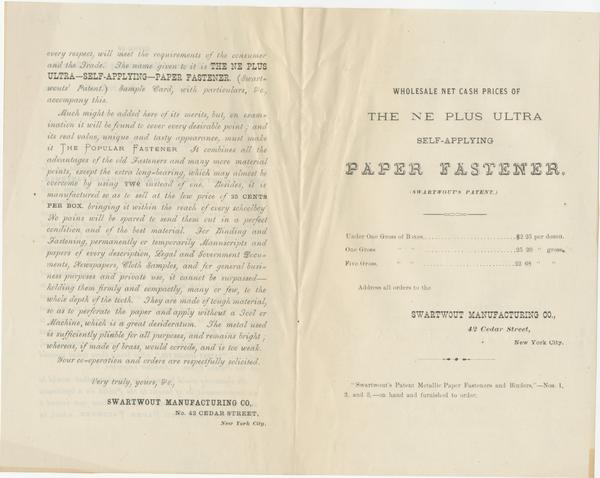 every respect, will meet the requirements of the consumer
and the Trade. The name given to it is THE NE PLUS
ULTRA—SELF-APPLYING—PAPER FASTENER. (Swart-
wouts' Patent.) Sample Card, with particulars, &c.,
accompany this.
Much might be added here of its merits, but, on exam-
ination it will be found to cover every desirable point; and
its real value, unique and tasty appearance, must make
it THE POPULAR FASTENER It combines all the
advantages of the old Fasteners and many more material
points, except the extra long-bearing, which may almost be
overcome by using TWO instead of one. Besides, it is
manufactured so as to sell at the low price of 25 CENTS
PER BOX, bringing it within the reach of every schoolboy
No pains will be spared to send them out in a perfect
condition and of the best material. For Binding and
Fastening, permanently or temporarily Manuscripts and
papers of every description, Legal and Government Docu-
ments, Newspapers, Cloth Samples, and for general busi-
ness purposes and private use, it cannot be surpassed—
holding them firmly and compactly, many or few, to the
whole depth of the tooth. They are made of tough material,
so as to perforate the paper and apply without a Tool or
Machine, which is a great desideratum. The metal used
is sufficiently pliable for all purposes, and remains bright;
whereas, if made of brass, would corrode, and is too weak.
Your co-operation and orders are respectfully solicited.
Very truly, yours, &c.,
SWARTWOUT MANUFACTURING CO.,
No. 42 CEDAR STREET,
New York City.
WHOLESALE NET CASH PRICES OF
THE NE PLUS ULTRA
SELF-APPLYING
PAPER FASTENER,
(SWARTWOUT'S PATENT.)
Under One Gross of Boxes, $2 25 per dozen.
One Gross " " 25 20 " gross,
Five Gross, " " 22 68 " "
Address all orders to the
SWARTWOUT MANUFACTURING CO.,
42 Cedar Street,
New York City.
"Swartwout's Patent Metallic Paper Fasteners and Binders,"—Nos. 1,
2, and 3,—on hand and furnished to order.